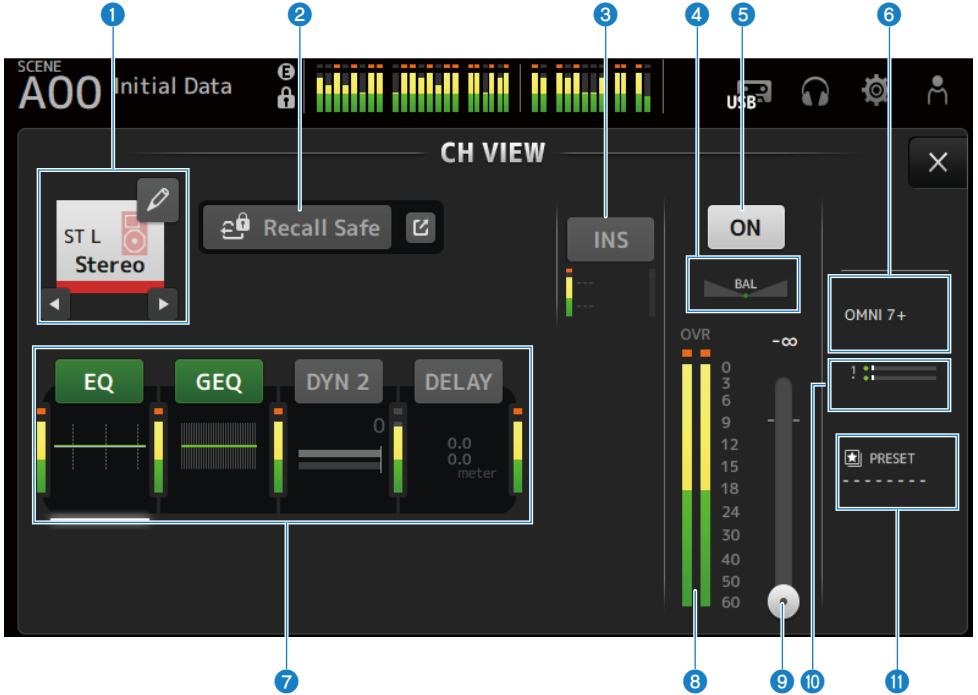 1 2 3 4 5 6
SCENE
A00 Initial Data E
USB
CH VIEW
ST L
Stereo
Recall Safe
INS
---
---
ON
BAL
OMNI 7+
OVR
-∞
0
3
6
9
12
15
18
24
30
40
50
60
1
!
EQ GEQ DYN 2 DELAY
0
0.0
0.0
meter
PRESET
--------
7 8 9 10 11